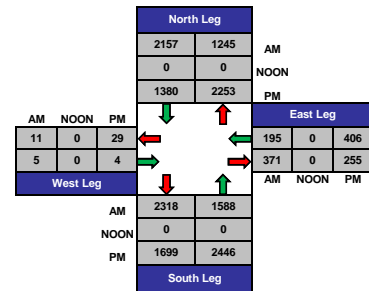 North Leg
2157 1245 AM
0 0 NOON
1380 2253 PM
East Leg
AM NOON PM
11 0 29 195 0 406
5 0 4 371 0 255
West Leg AM NOON PM
AM 2318 1588
NOON 0 0
PM 1699 2446
South Leg